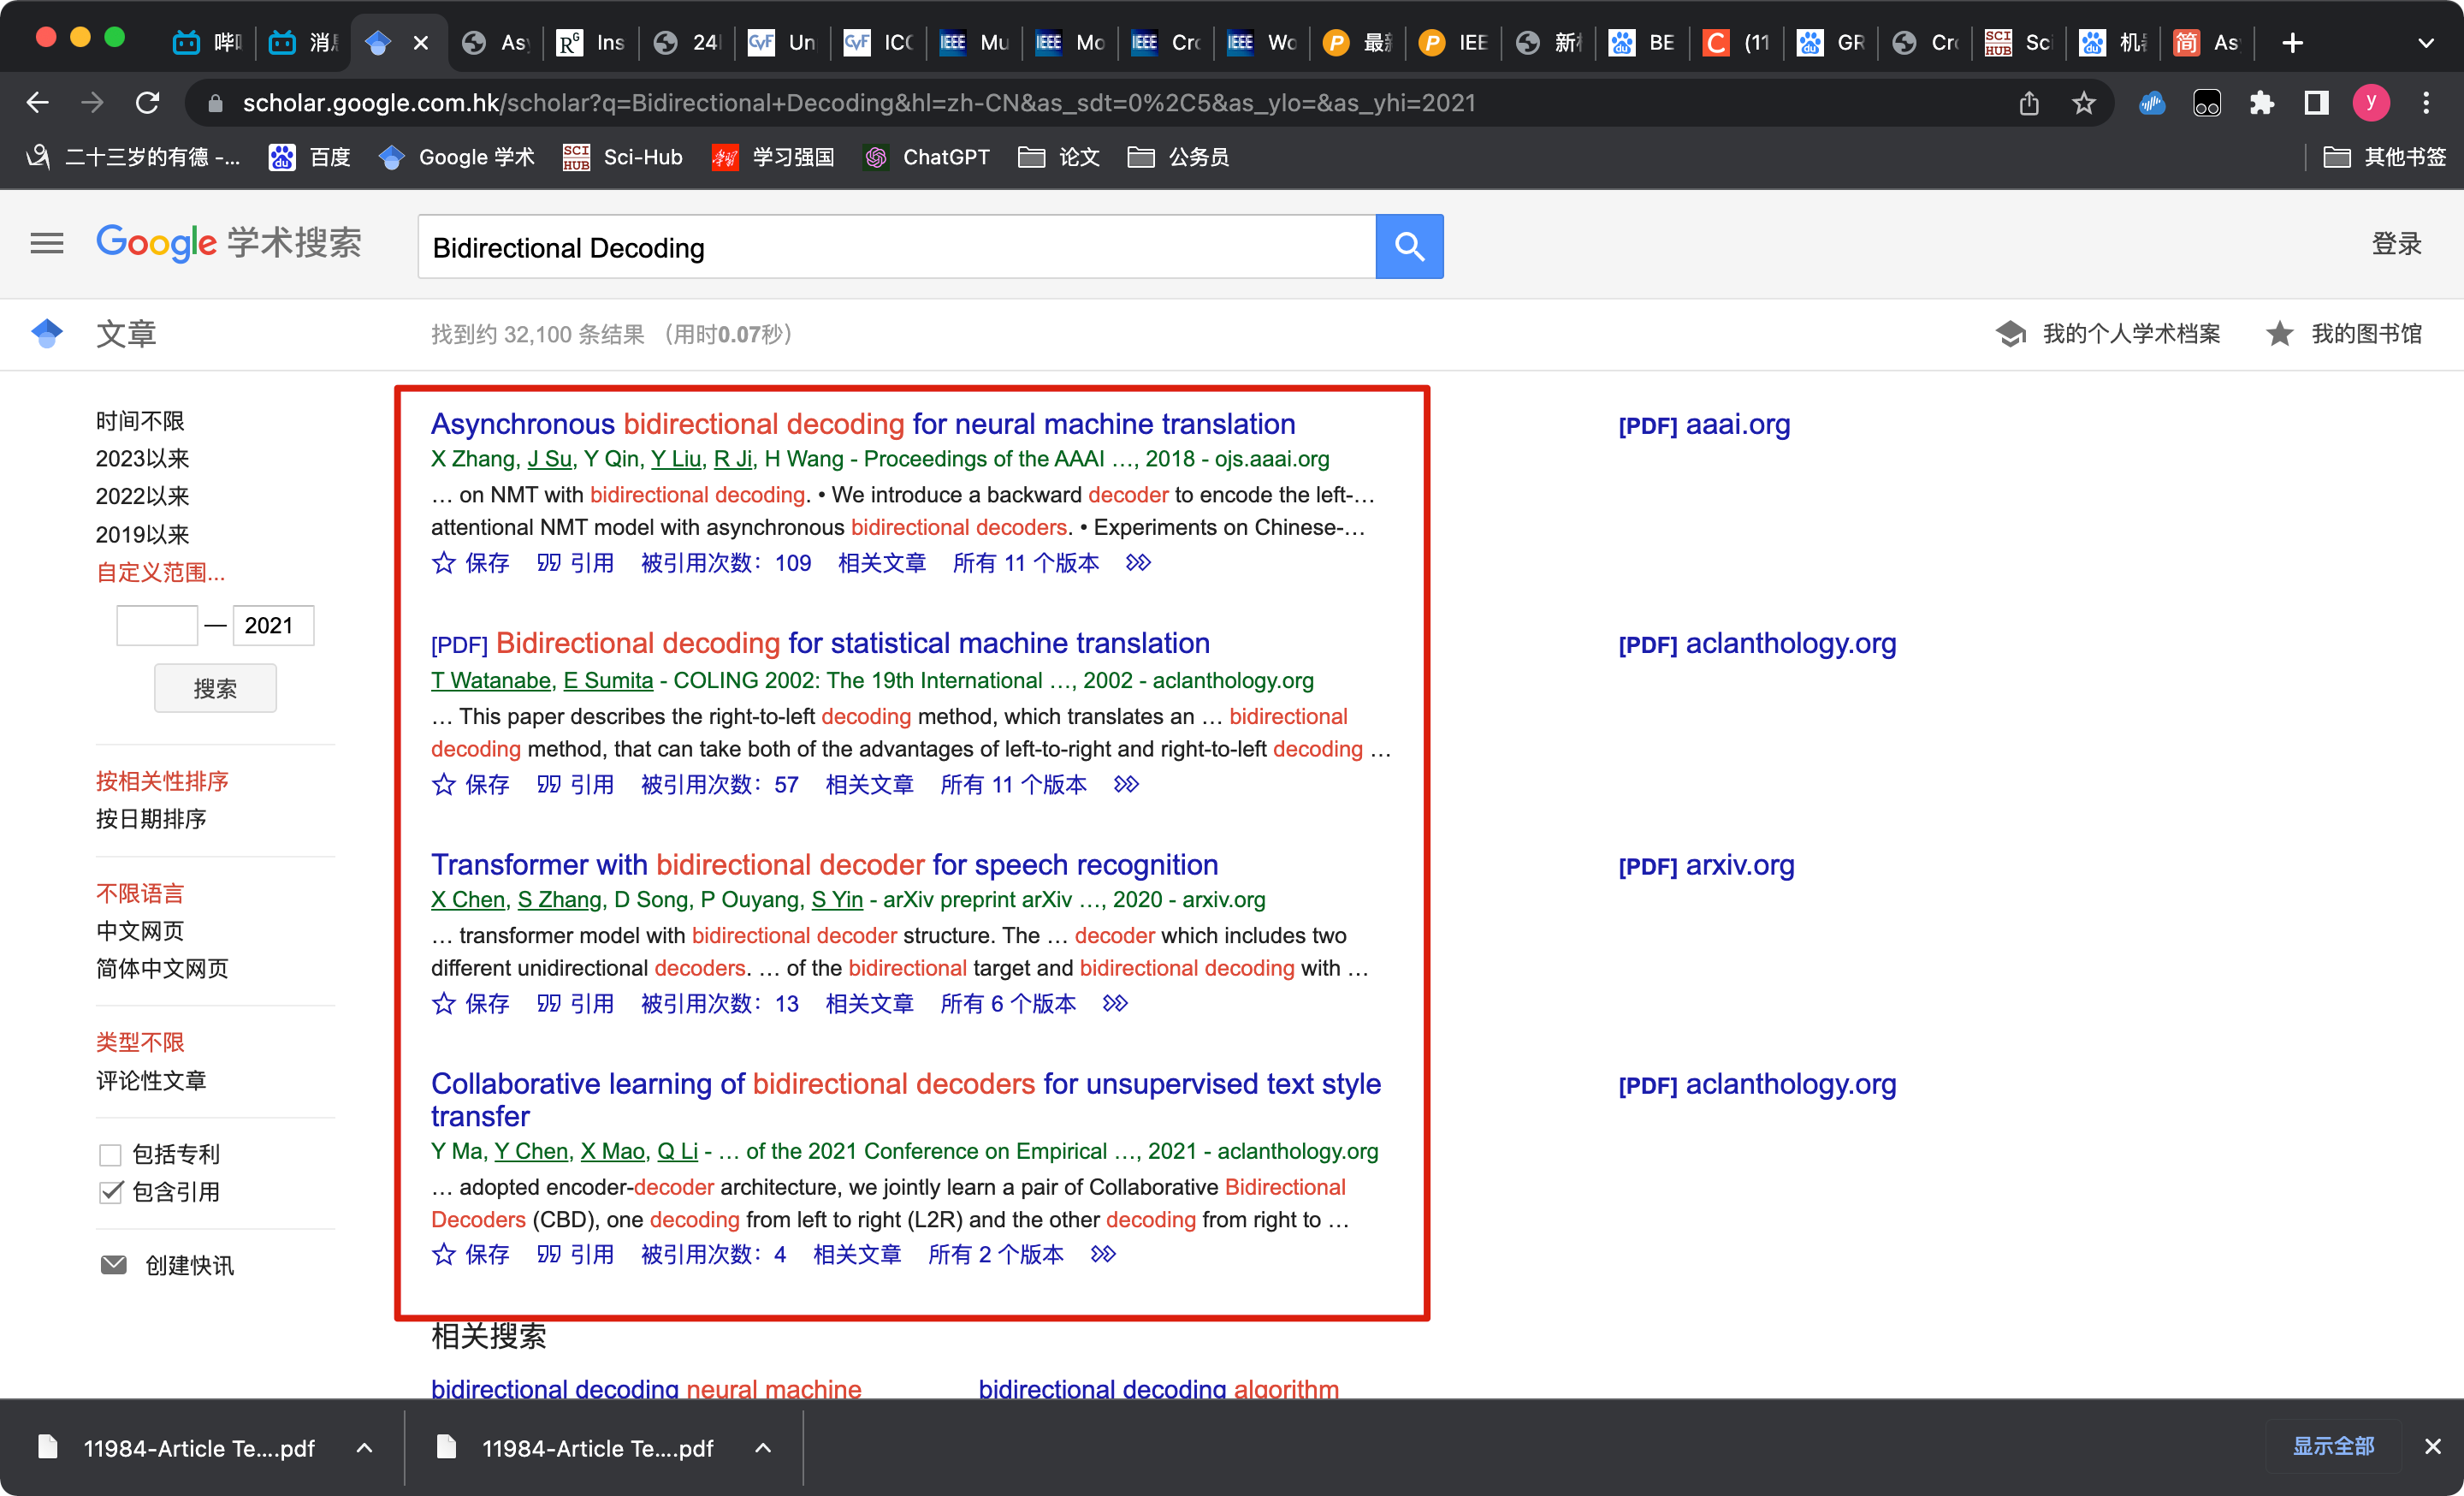 消
As
Ins
24
Un
ICC
Mu
Mo
Cro
Wo
最
IEE
新
BE
(11
GR
Cro
Sc
机
As
scholar.google.com.hk/scholar?q=Bidirectional+Decoding&hl=zh-CN&as_sdt=0%2C5&as_ylo=&as_yhi=2021
y
二十三岁的有德 -...
百度
Google 学术
Sci-Hub
学习强国
ChatGPT
论文
公务员
其他书签
Google 学术搜索
Bidirectional Decoding
登录
文章
找到约 32,100 条结果 （用时0.07秒）
我的个人学术档案
我的图书馆
时间不限
2023以来
2022以来
2019以来
自定义范围...
— 2021
搜索
按相关性排序
按日期排序
不限语言
中文网页
简体中文网页
类型不限
评论性文章
包括专利
包含引用
创建快讯
Asynchronous bidirectional decoding for neural machine translation
X Zhang, J Su, Y Qin, Y Liu, R Ji, H Wang - Proceedings of the AAAI …, 2018 - ojs.aaai.org
… on NMT with bidirectional decoding. • We introduce a backward decoder to encode the left-…
attentional NMT model with asynchronous bidirectional decoders. • Experiments on Chinese-…
保存 引用 被引用次数：109 相关文章 所有 11 个版本
[PDF] aaai.org
[PDF] Bidirectional decoding for statistical machine translation
T Watanabe, E Sumita - COLING 2002: The 19th International …, 2002 - aclanthology.org
… This paper describes the right-to-left decoding method, which translates an … bidirectional
decoding method, that can take both of the advantages of left-to-right and right-to-left decoding …
保存 引用 被引用次数：57 相关文章 所有 11 个版本
[PDF] aclanthology.org
Transformer with bidirectional decoder for speech recognition
X Chen, S Zhang, D Song, P Ouyang, S Yin - arXiv preprint arXiv …, 2020 - arxiv.org
… transformer model with bidirectional decoder structure. The … decoder which includes two
different unidirectional decoders. … of the bidirectional target and bidirectional decoding with …
保存 引用 被引用次数：13 相关文章 所有 6 个版本
[PDF] arxiv.org
Collaborative learning of bidirectional decoders for unsupervised text style
transfer
Y Ma, Y Chen, X Mao, Q Li - … of the 2021 Conference on Empirical …, 2021 - aclanthology.org
… adopted encoder-decoder architecture, we jointly learn a pair of Collaborative Bidirectional
Decoders (CBD), one decoding from left to right (L2R) and the other decoding from right to …
保存 引用 被引用次数：4 相关文章 所有 2 个版本
[PDF] aclanthology.org
相关搜索
bidirectional decoding neural machine
bidirectional decoding algorithm
11984-Article Te....pdf
11984-Article Te....pdf
显示全部